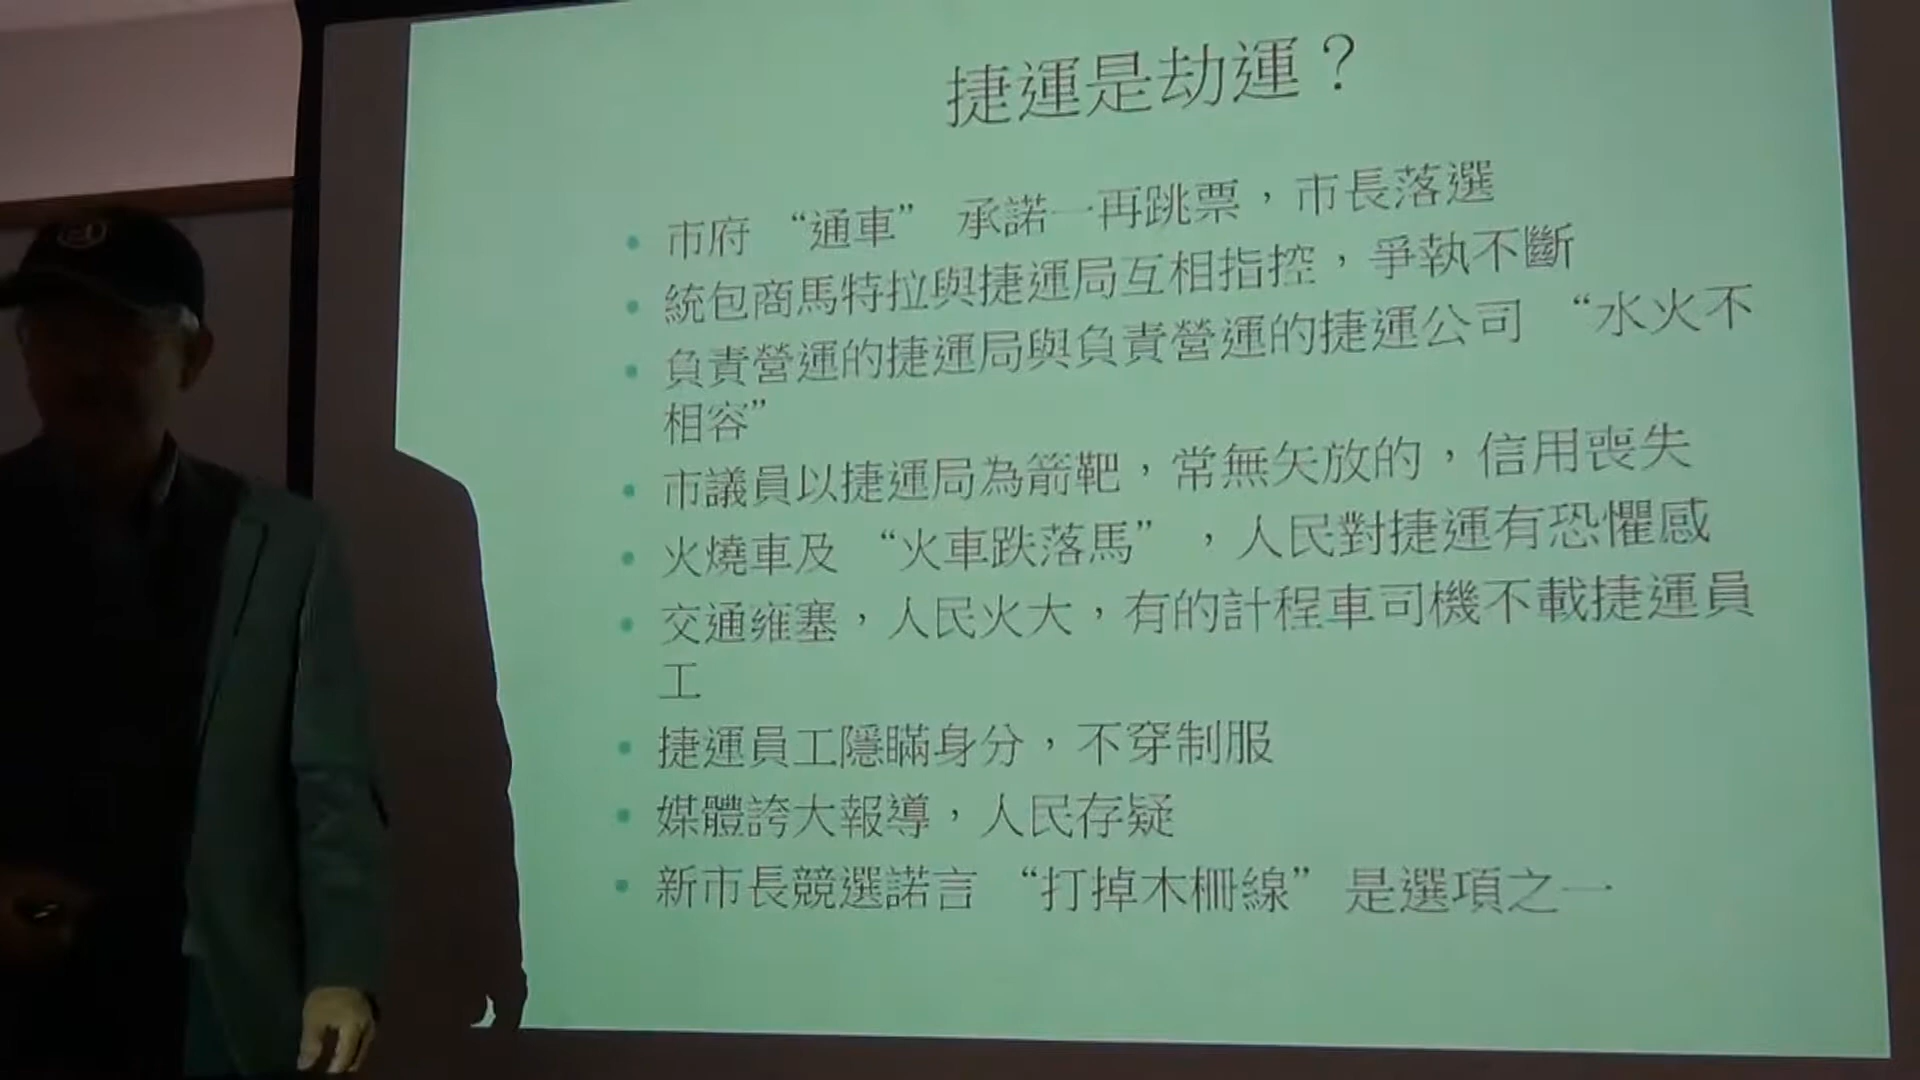 捷運是劫運？
市府 “通車” 承諾一再跳票，市長落選
統包商馬特拉與捷運局互相指控，爭執不斷
負責營運的捷運局與負責營運的捷運公司 “水火不
相容”
市議員以捷運局為箭靶，常無矢放的，信用喪失
火燒車及 “火車跌落馬” ，人民對捷運有恐懼感
交通雍塞，人民火大，有的計程車司機不載捷運員
工
捷運員工隱瞞身分，不穿制服
媒體誇大報導，人民存疑
新市長競選諾言 “打掉木柵線” 是選項之一